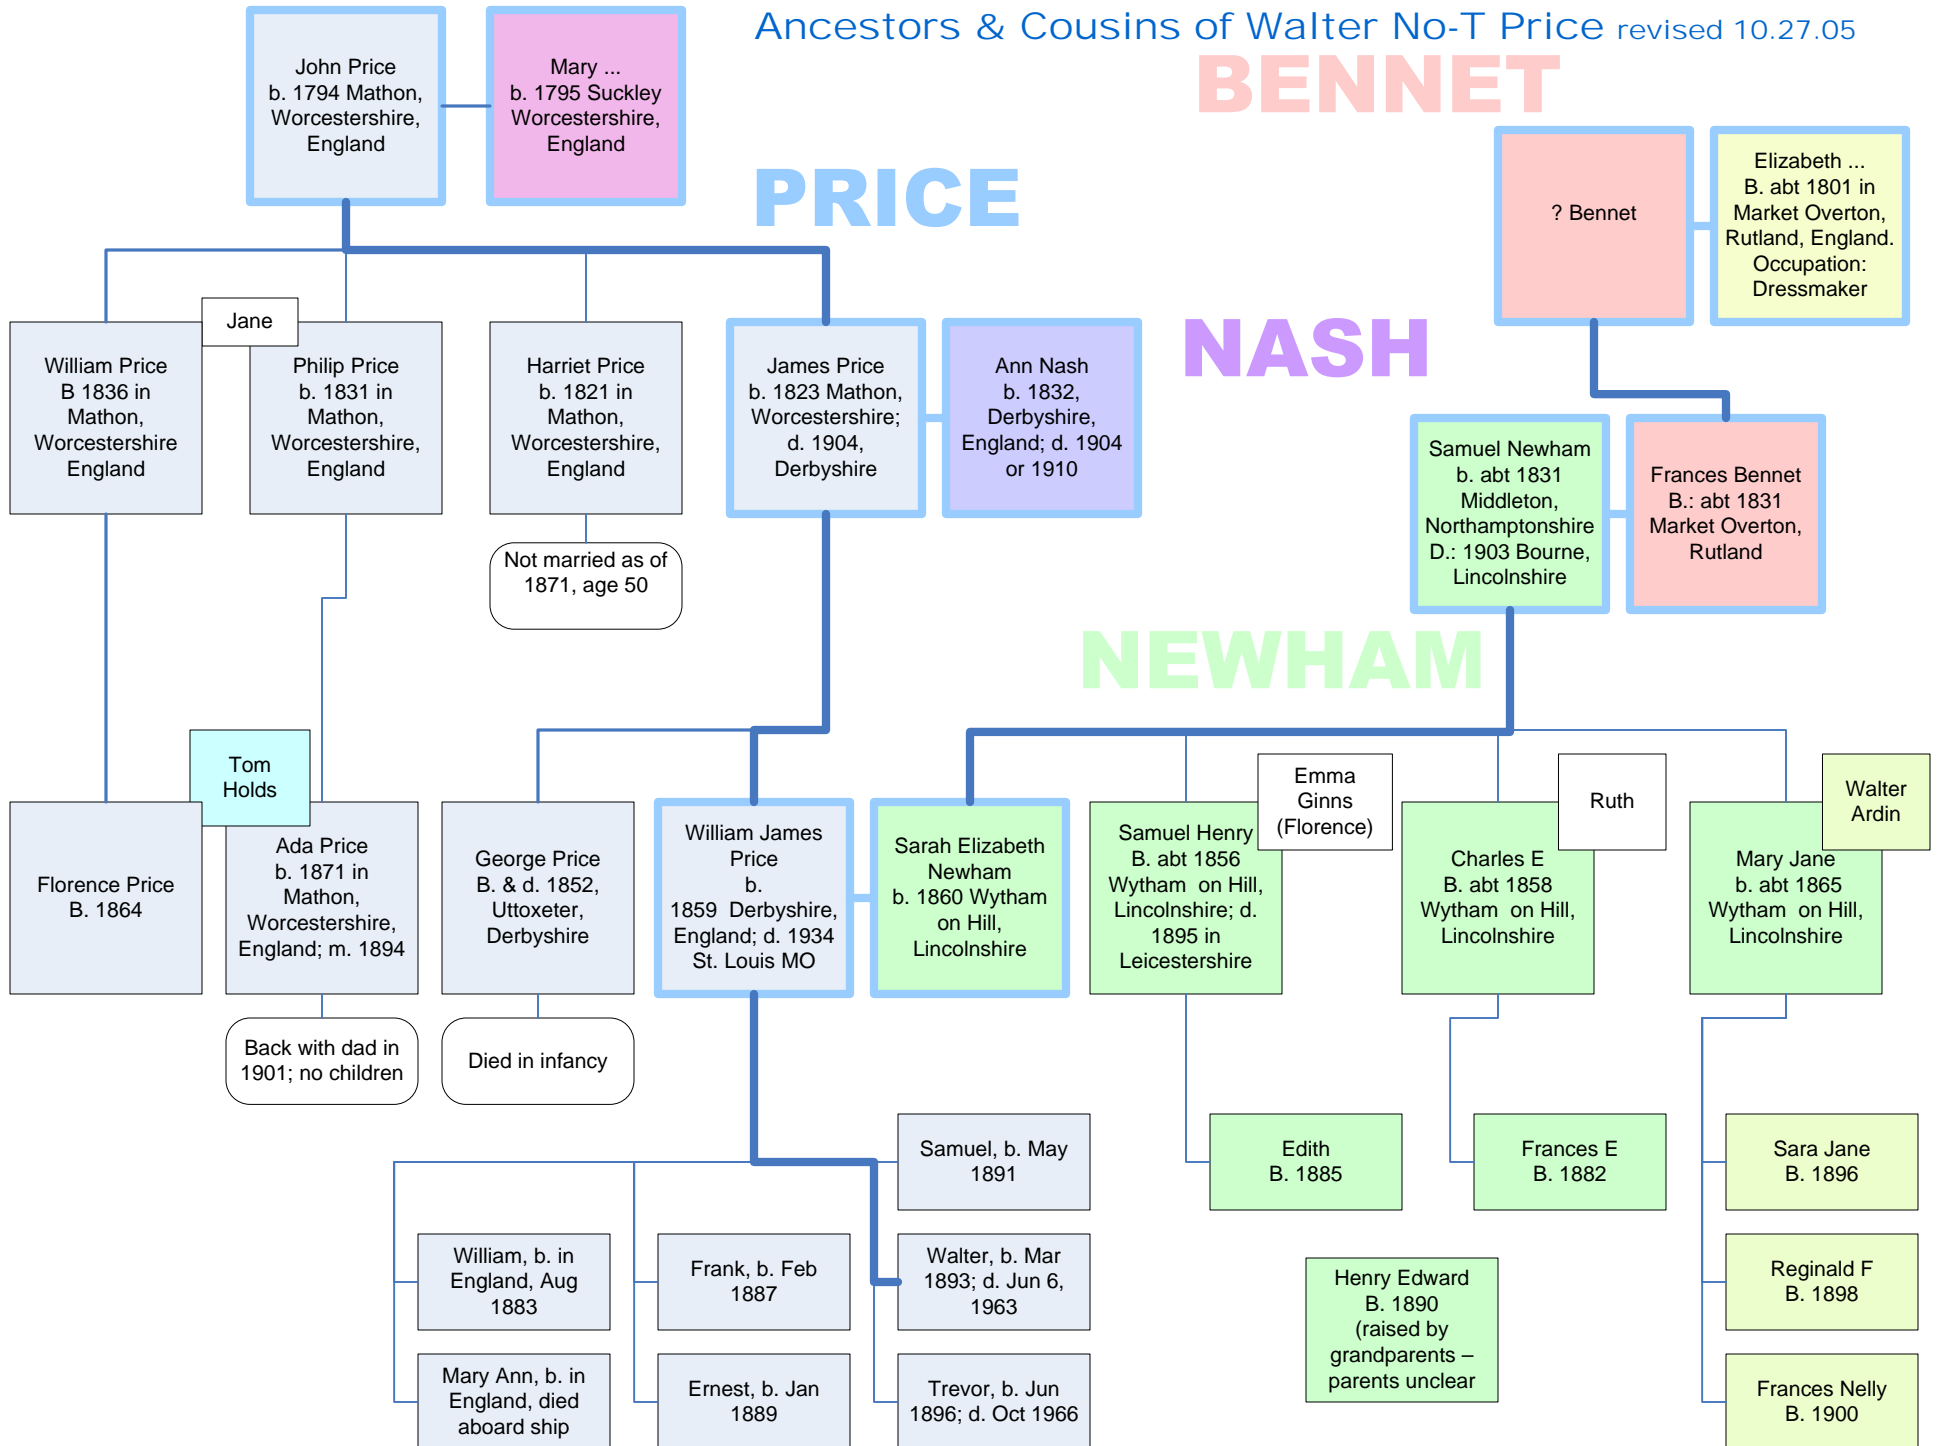 Ancestors & Cousins of Walter No-T Price revised 10.27.05
BENNET
John Price
b. 1794 Mathon,
Worcestershire,
England
Mary ...
b. 1795 Suckley
Worcestershire,
England
PRICE
? Bennet
Elizabeth ...
B. abt 1801 in
Market Overton,
Rutland, England.
Occupation:
Dressmaker
NASH
William Price
B 1836 in
Mathon,
Worcestershire
England
Jane
Philip Price
b. 1831 in
Mathon,
Worcestershire,
England
Harriet Price
b. 1821 in
Mathon,
Worcestershire,
England
James Price
b. 1823 Mathon,
Worcestershire;
d. 1904,
Derbyshire
Ann Nash
b. 1832,
Derbyshire,
England; d. 1904
or 1910
Samuel Newham
b. abt 1831
Middleton,
Northamptonshire
D.: 1903 Bourne,
Lincolnshire
Frances Bennet
B.: abt 1831
Market Overton,
Rutland
Not married as of
1871, age 50
NEWHAM
Florence Price
B. 1864
Tom
Holds
Ada Price
b. 1871 in
Mathon,
Worcestershire,
England; m. 1894
George Price
B. & d. 1852,
Uttoxeter,
Derbyshire
William James
Price
b.
1859 Derbyshire,
England; d. 1934
St. Louis MO
Sarah Elizabeth
Newham
b. 1860 Wytham
on Hill,
Lincolnshire
Samuel Henry
B. abt 1856
Wytham on Hill,
Lincolnshire; d.
1895 in
Leicestershire
Emma
Ginns
(Florence)
Charles E
B. abt 1858
Wytham on Hill,
Lincolnshire
Ruth
Mary Jane
b. abt 1865
Wytham on Hill,
Lincolnshire
Walter
Ardin
Back with dad in
1901; no children
Died in infancy
Samuel, b. May
1891
Edith
B. 1885
Frances E
B. 1882
Sara Jane
B. 1896
William, b. in
England, Aug
1883
Frank, b. Feb
1887
Walter, b. Mar
1893; d. Jun 6,
1963
Henry Edward
B. 1890
(raised by
grandparents –
parents unclear
Reginald F
B. 1898
Mary Ann, b. in
England, died
aboard ship
Ernest, b. Jan
1889
Trevor, b. Jun
1896; d. Oct 1966
Frances Nelly
B. 1900